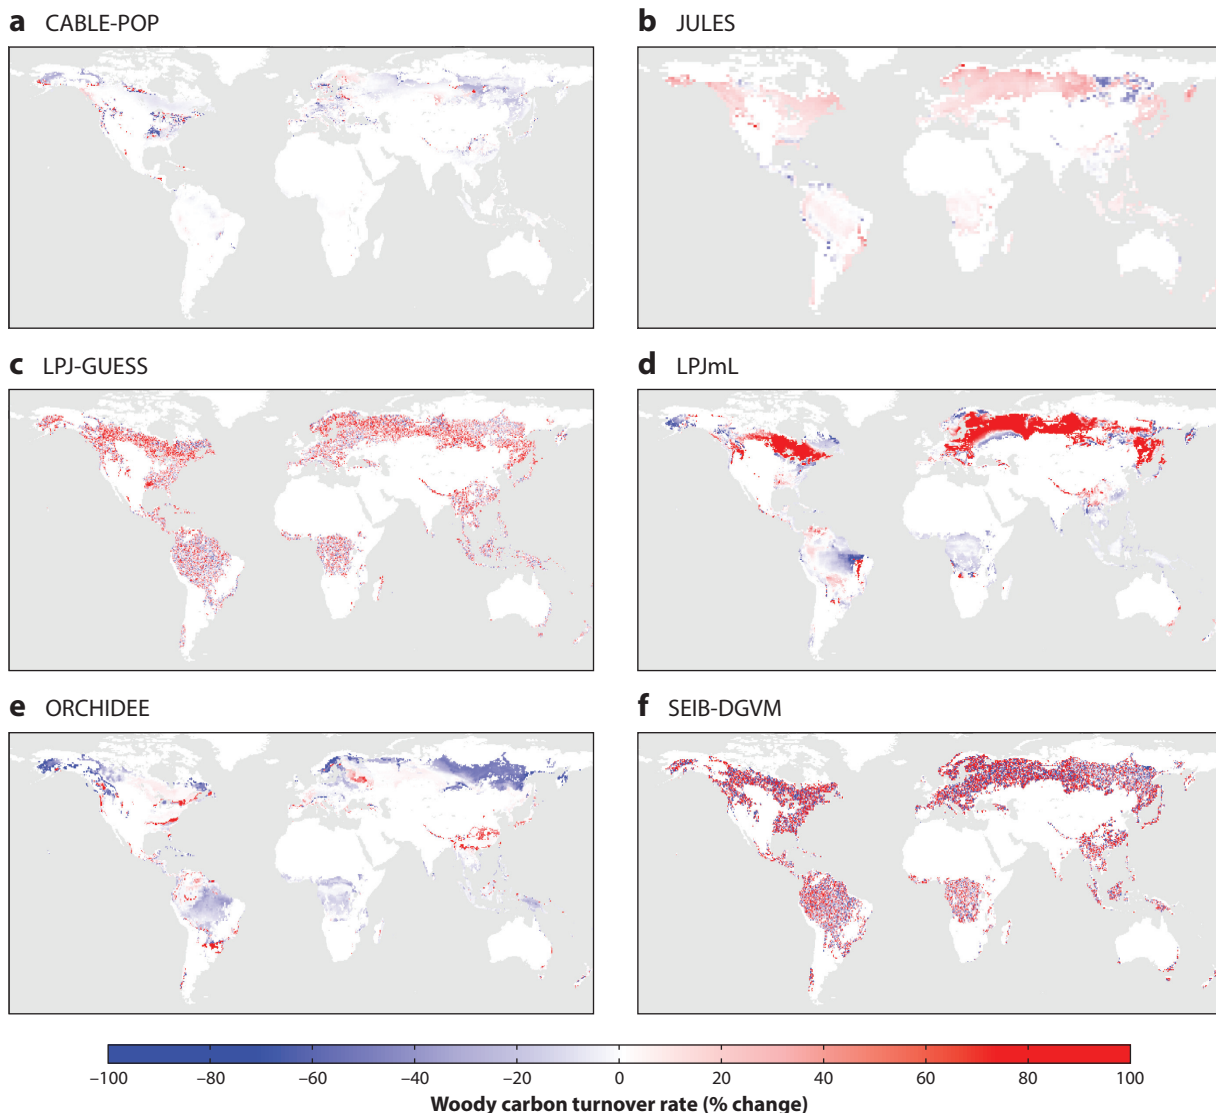 a CABLE-POP
b JULES
c LPJ-GUESS
d LPJmL
e ORCHIDEE
f SEIB-DGVM
−100 −80 −60 −40 −20 0 20 40 60 80 100
Woody carbon turnover rate (% change)